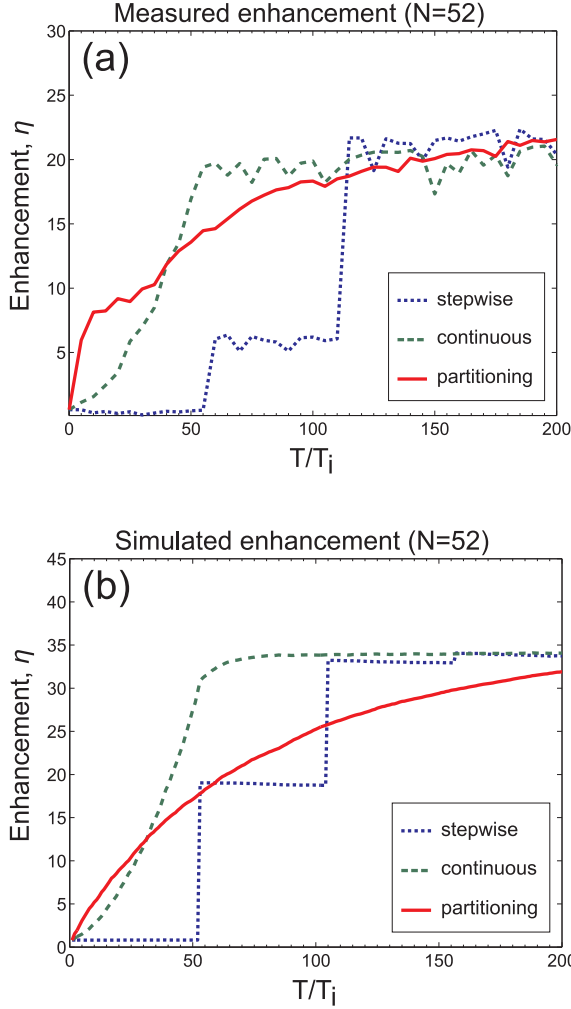 Measured enhancement (N=52)
(a)
Enhancement, η
30
25
20
15
10
5
0
50
100
150
200
T/Tᵢ
stepwise
continuous
partitioning
Simulated enhancement (N=52)
(b)
Enhancement, η
45
40
35
30
25
20
15
10
5
0
0
50
100
150
200
T/Tᵢ
stepwise
continuous
partitioning